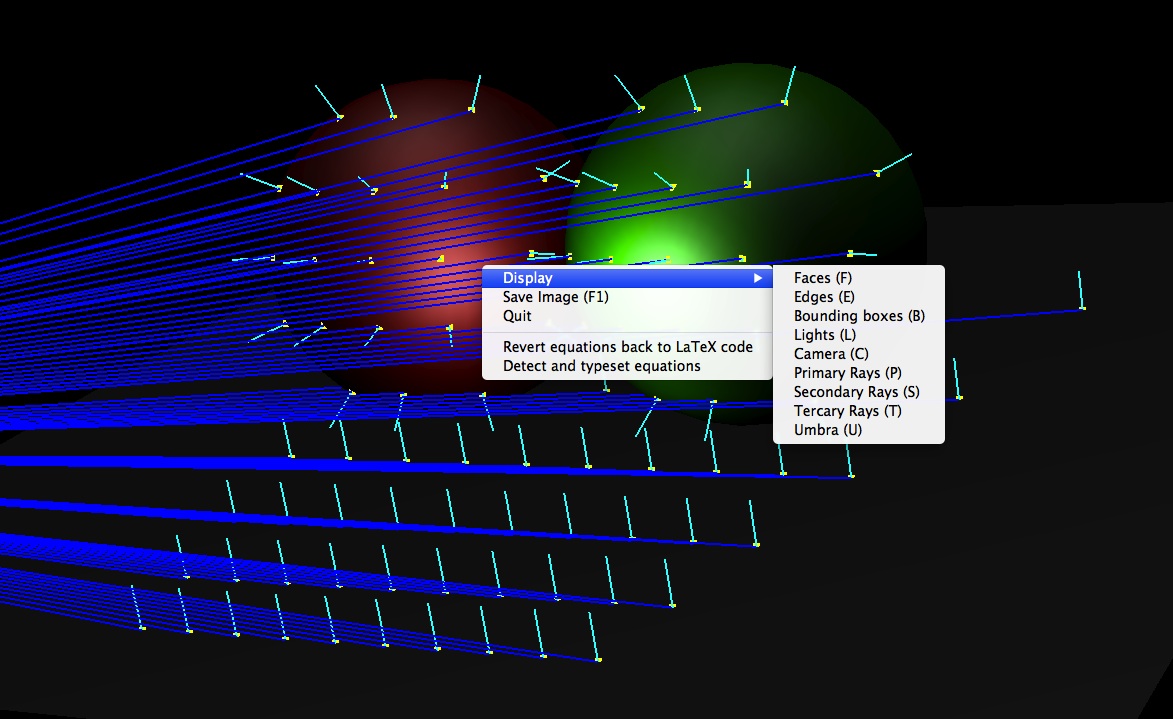 Display
Save Image (F1)
Quit
Revert equations back to LaTeX code
Detect and typeset equations
Faces (F)
Edges (E)
Bounding boxes (B)
Lights (L)
Camera (C)
Primary Rays (P)
Secondary Rays (S)
Tercary Rays (T)
Umbra (U)